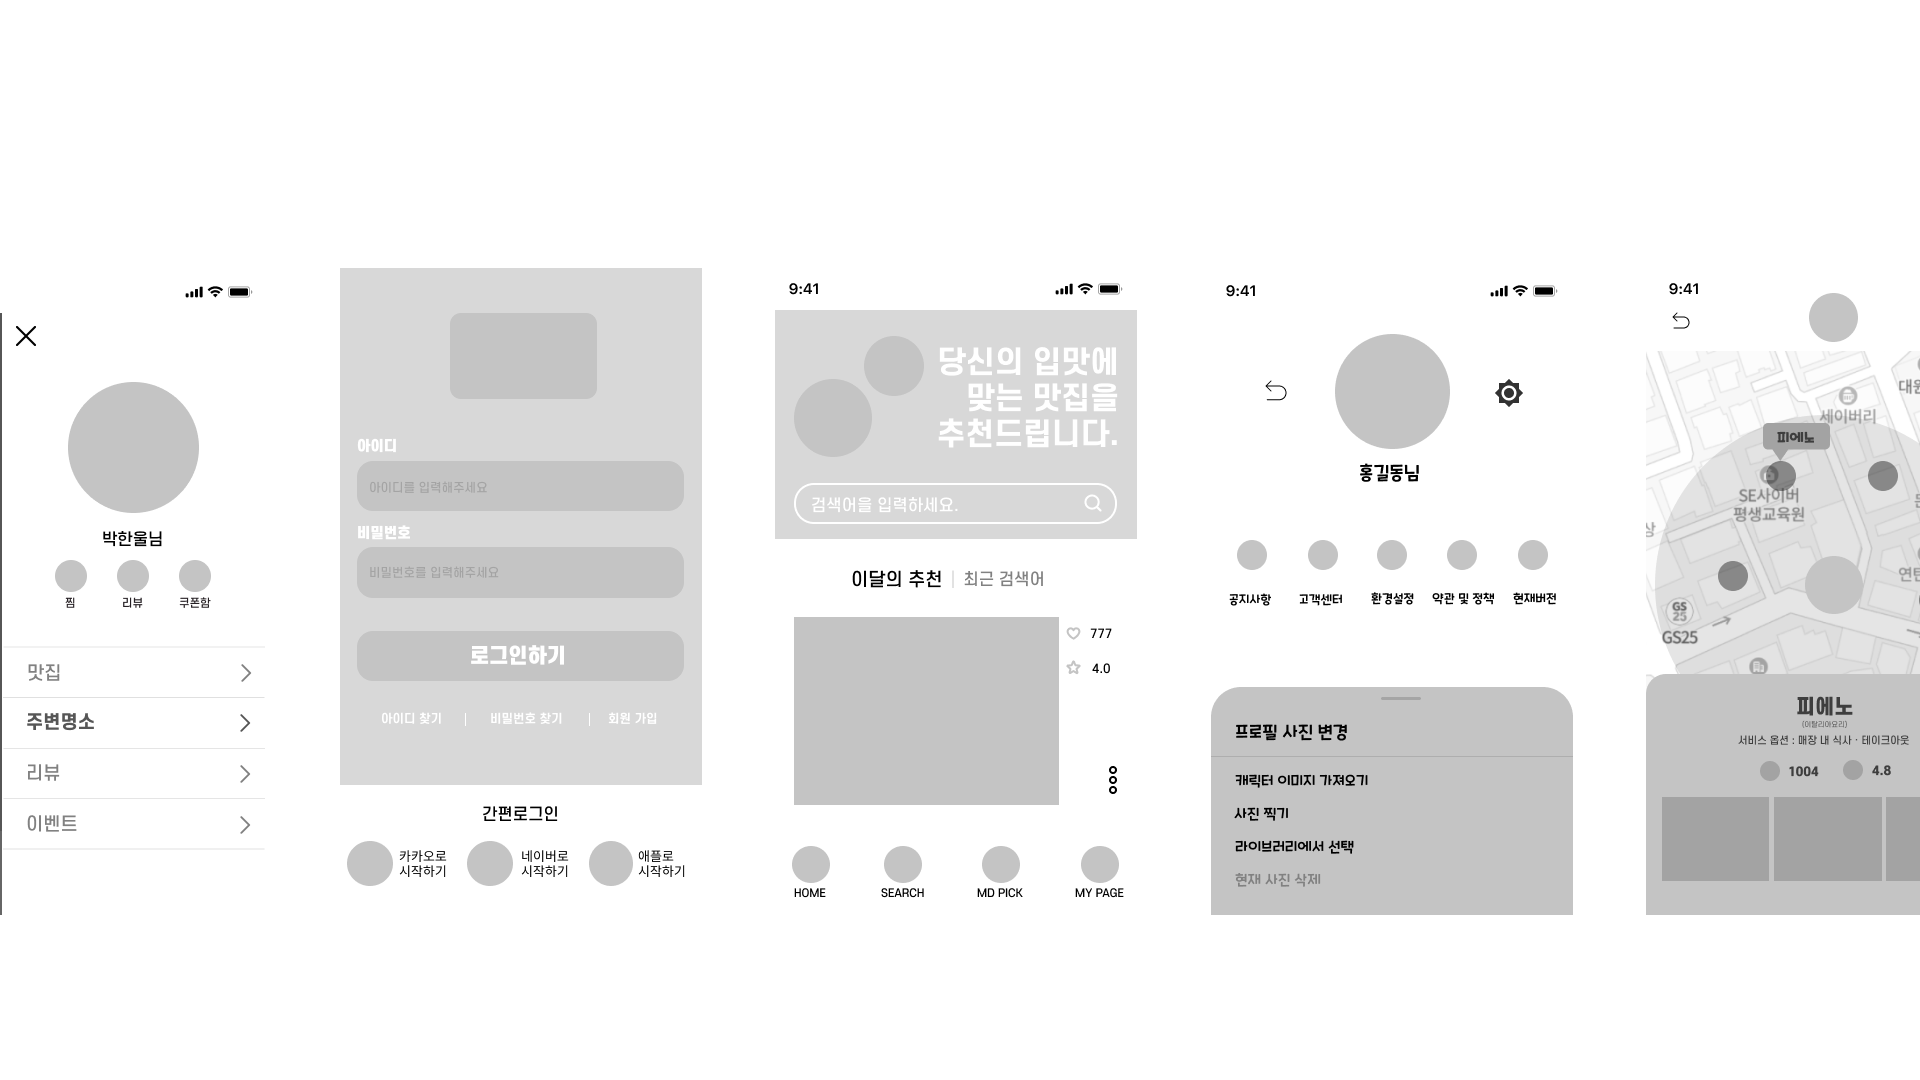 박한울님
찜
리뷰
쿠폰함
맛집
주변명소
리뷰
이벤트
아이디
아이디를 입력해주세요
비밀번호
비밀번호를 입력해주세요
로그인하기
아이디 찾기 | 비밀번호 찾기 | 회원 가입
간편로그인
카카오로
시작하기
네이버로
시작하기
애플로
시작하기
9:41
당신의 입맛에
맞는 맛집을
추천드립니다.
검색어를 입력하세요.
이달의 추천 | 최근 검색어
777
4.0
HOME
SEARCH
MD PICK
MY PAGE
9:41
홍길동님
공지사항
고객센터
환경설정
약관 및 정책
현재버전
프로필 사진 변경
캐릭터 이미지 가져오기
사진 찍기
라이브러리에서 선택
현재 사진 삭제
9:41
대원
세이버리
피에노
SE사이버
평생교육원
상
연탄
GS
25
GS25
피에노
(이탈리아요리)
서비스 옵션 : 매장 내 식사 · 테이크아웃
1004
4.8